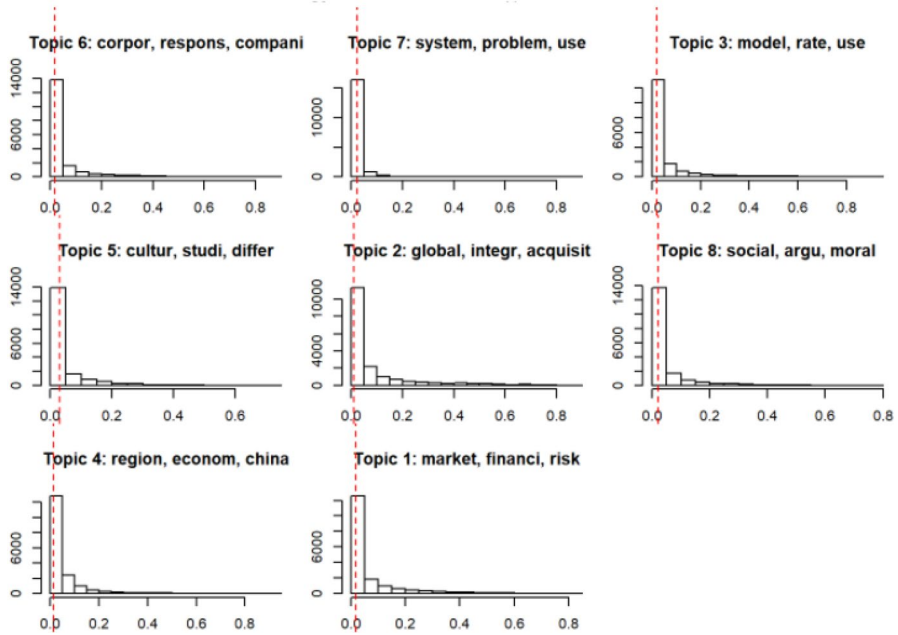 Topic 6: corpor, respons, compani
Topic 7: system, problem, use
Topic 3: model, rate, use
14000
6000
0
0.0 0.2 0.4 0.6 0.8
10000
0
0.0 0.2 0.4 0.6 0.8
6000
0
0.0 0.2 0.4 0.6 0.8
Topic 5: cultur, studi, differ
Topic 2: global, integr, acquisit
Topic 8: social, argu, moral
14000
6000
0
0.0 0.2 0.4 0.6
10000
4000
0
0.0 0.2 0.4 0.6 0.8
14000
6000
0
0.0 0.2 0.4 0.6 0.8
Topic 4: region, econom, china
Topic 1: market, financi, risk
6000
0
0.0 0.2 0.4 0.6 0.8
6000
0
0.0 0.2 0.4 0.6 0.8